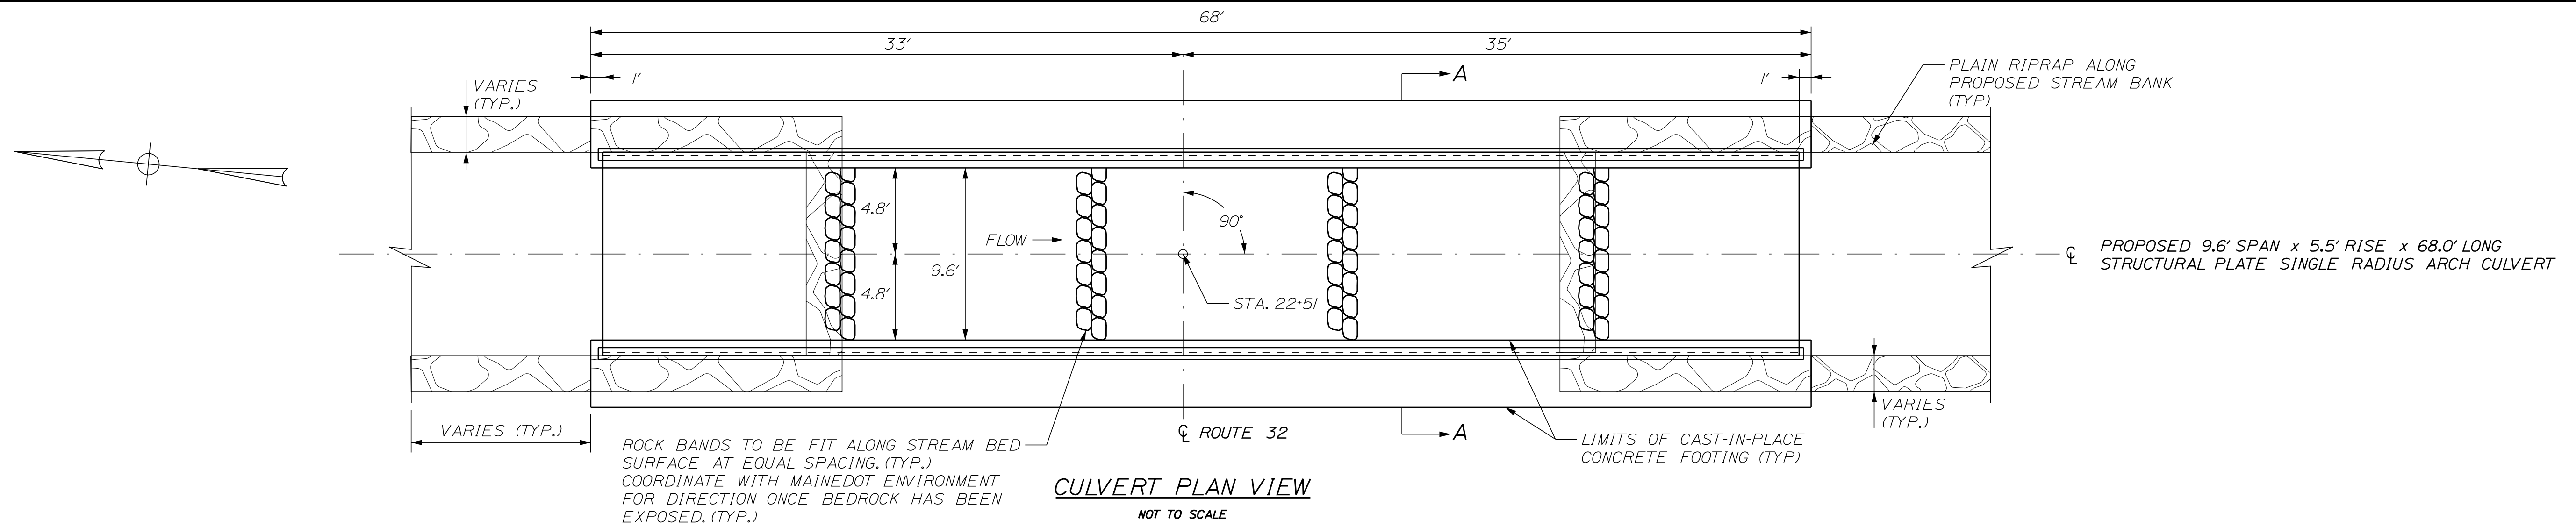 68'
33'
35'
1'
1'
A
VARIES
(TYP.)
PLAIN RIPRAP ALONG
PROPOSED STREAM BANK
(TYP)
4.8'
90°
FLOW
9.6'
℄ PROPOSED 9.6' SPAN x 5.5' RISE x 68.0' LONG
STRUCTURAL PLATE SINGLE RADIUS ARCH CULVERT
4.8'
STA. 22+51
VARIES
(TYP.)
VARIES (TYP.)
℄ ROUTE 32
A
ROCK BANDS TO BE FIT ALONG STREAM BED
SURFACE AT EQUAL SPACING. (TYP.)
COORDINATE WITH MAINEDOT ENVIRONMENT
FOR DIRECTION ONCE BEDROCK HAS BEEN
EXPOSED. (TYP.)
LIMITS OF CAST-IN-PLACE
CONCRETE FOOTING (TYP)
CULVERT PLAN VIEW
NOT TO SCALE